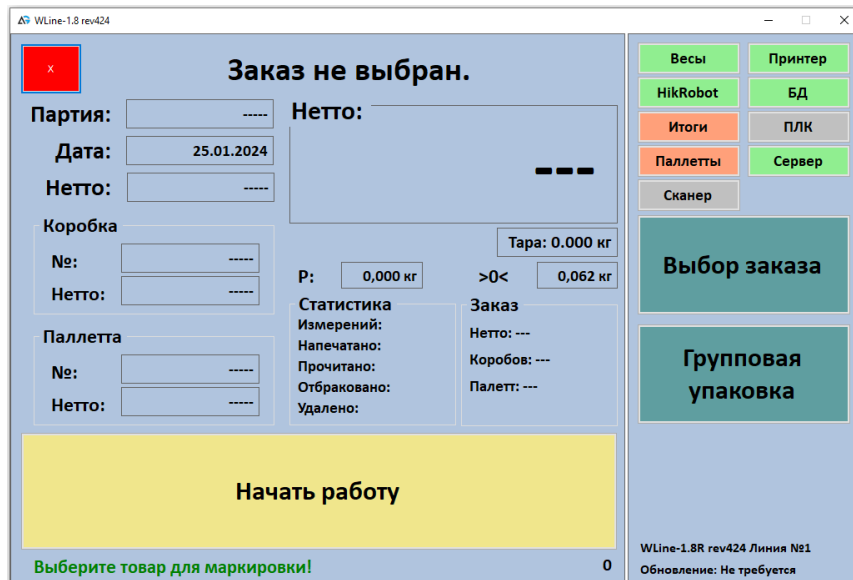 WLine-1.8 rev424
X
Заказ не выбран.
Партия: -----
Дата: 25.01.2024
Нетто: -----
Нетто:
---
Тара: 0.000 кг
P: 0,000 кг >0< 0,062 кг
Коробка
№: -----
Нетто: -----
Паллетта
№: -----
Нетто: -----
Статистика
Измерений:
Напечатано:
Прочитано:
Отбраковано:
Удалено:
Заказ
Нетто: ---
Коробов: ---
Палетт: ---
Начать работу
Выберите товар для маркировки! 0
Весы Принтер
HikRobot БД
Итоги ПЛК
Паллетты Сервер
Сканер
Выбор заказа
Групповая
упаковка
WLine-1.8R rev424 Линия №1
Обновление: Не требуется